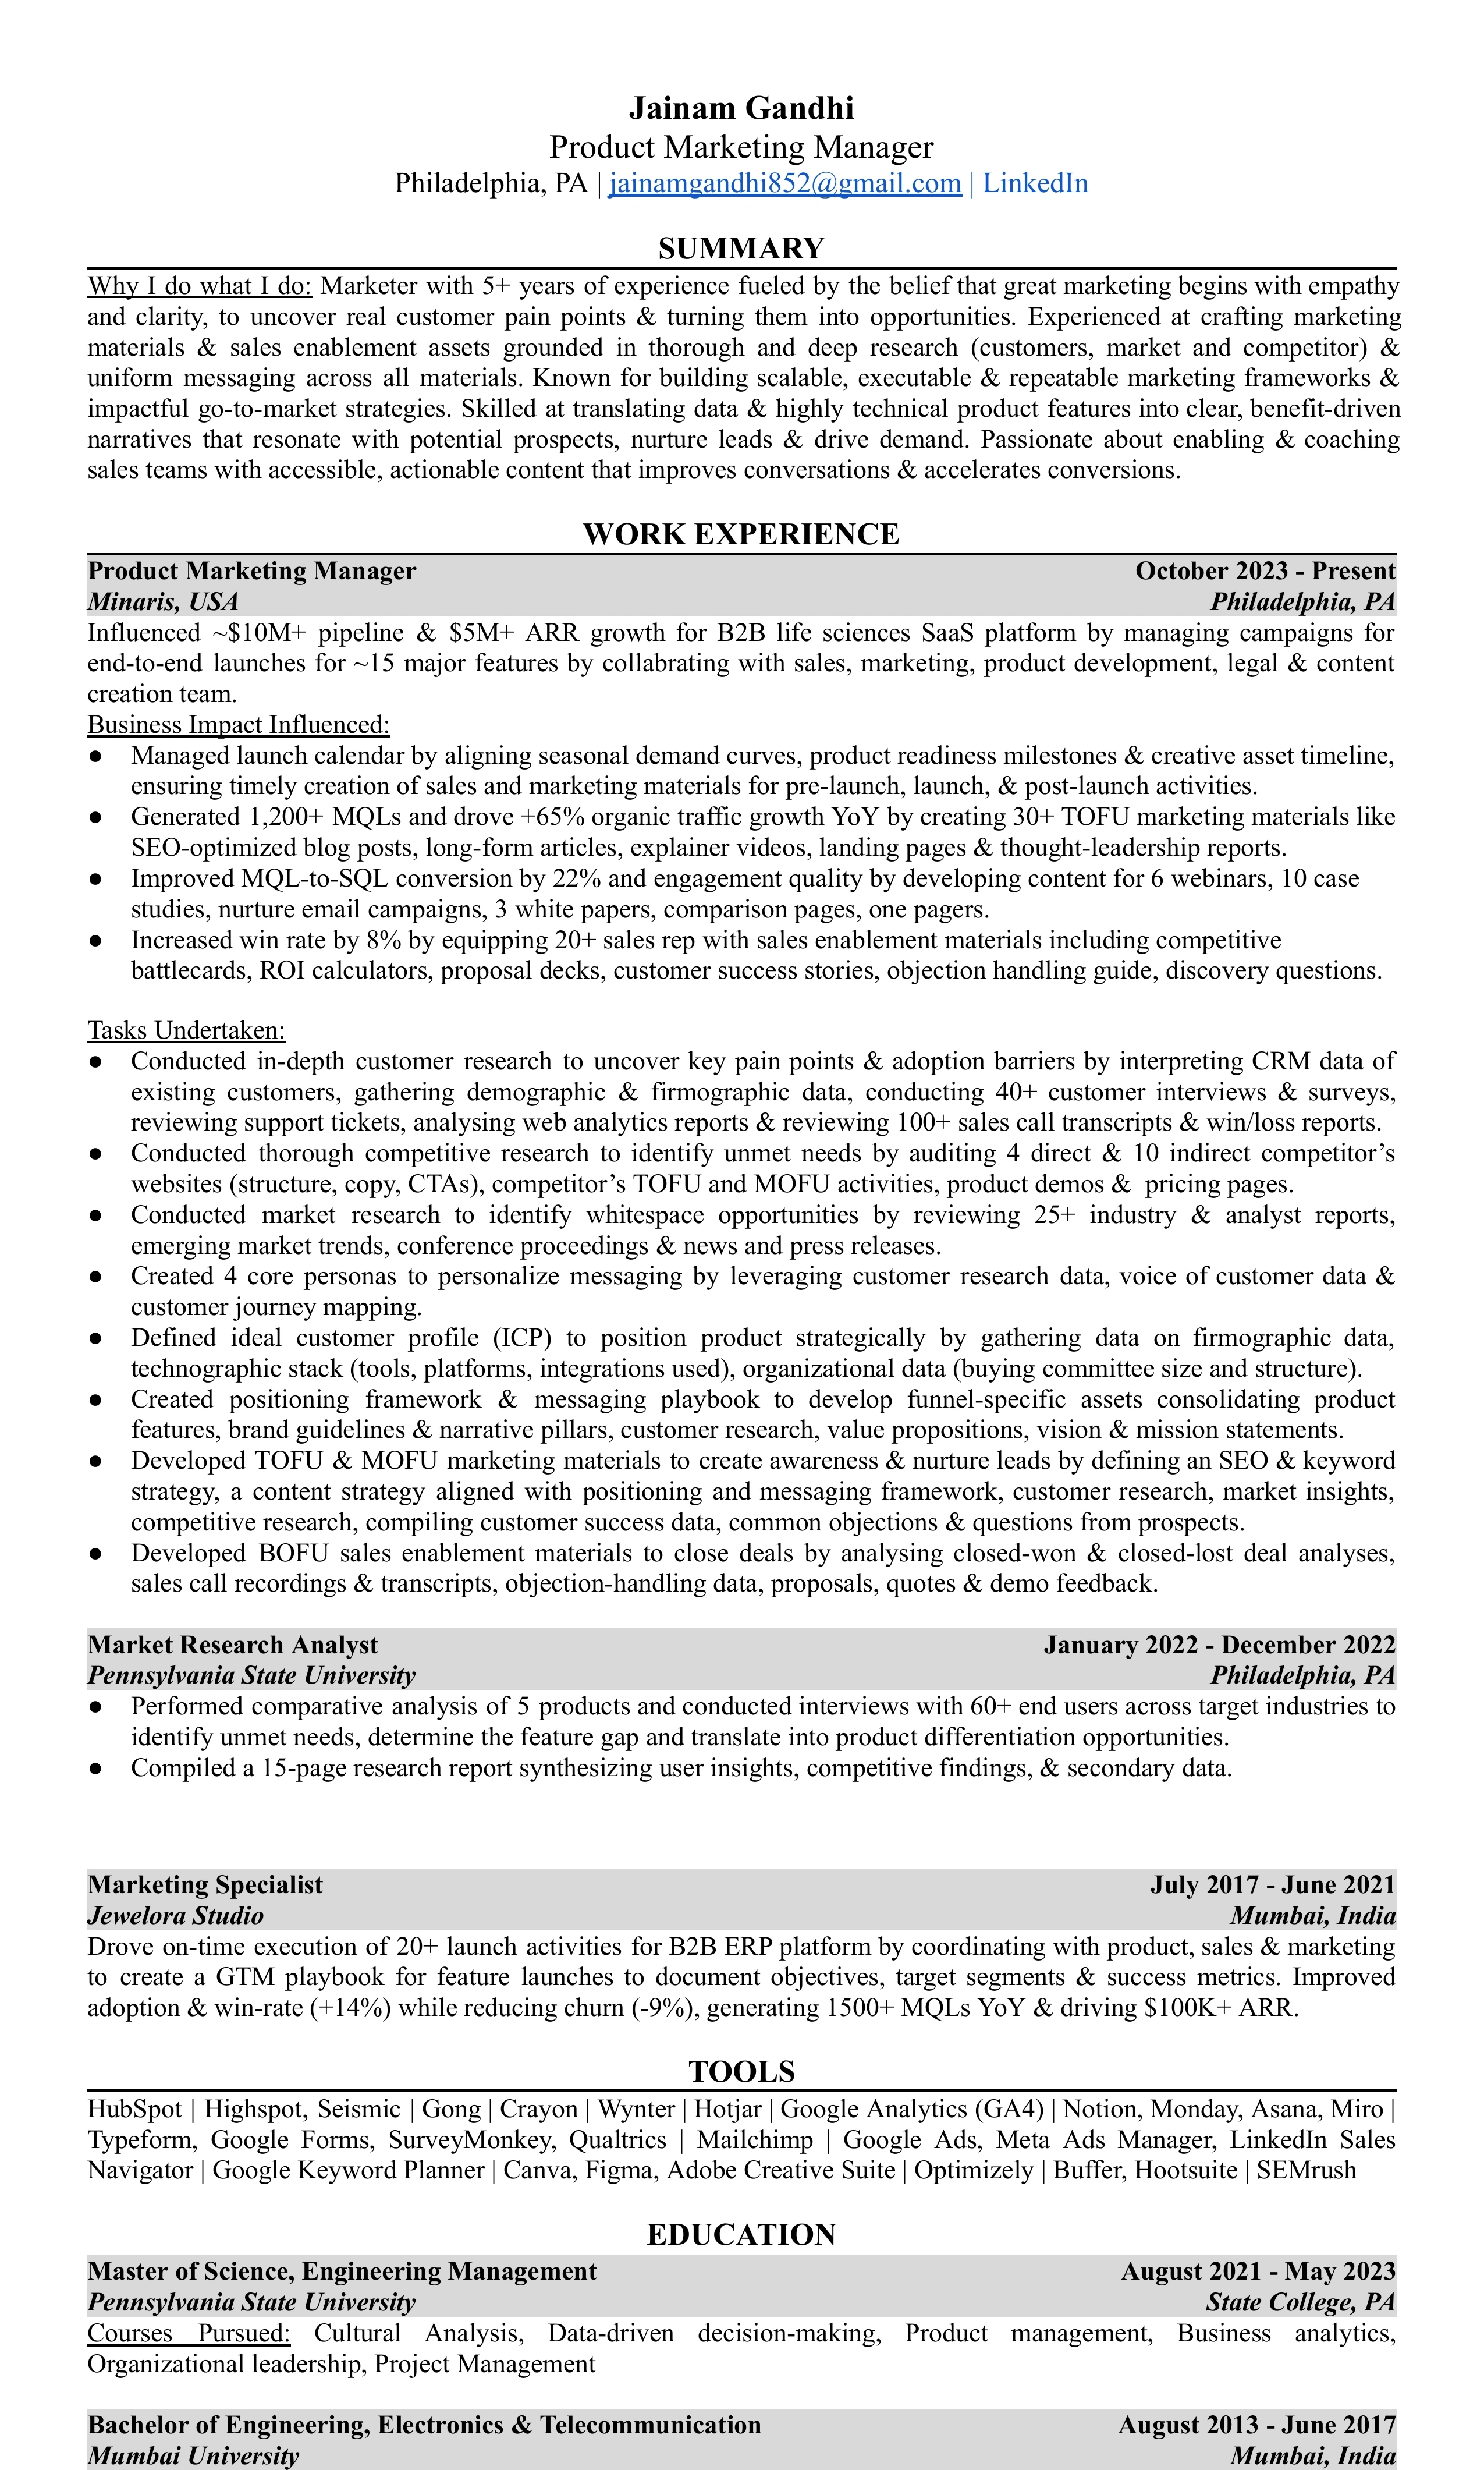 Jainam Gandhi
Product Marketing Manager
Philadelphia, PA | jainamgandhi852@gmail.com | LinkedIn
SUMMARY
Why I do what I do: Marketer with 5+ years of experience fueled by the belief that great marketing begins with empathy
and clarity, to uncover real customer pain points & turning them into opportunities. Experienced at crafting marketing
materials & sales enablement assets grounded in thorough and deep research (customers, market and competitor) &
uniform messaging across all materials. Known for building scalable, executable & repeatable marketing frameworks &
impactful go-to-market strategies. Skilled at translating data & highly technical product features into clear, benefit-driven
narratives that resonate with potential prospects, nurture leads & drive demand. Passionate about enabling & coaching
sales teams with accessible, actionable content that improves conversations & accelerates conversions.
WORK EXPERIENCE
Product Marketing Manager October 2023 - Present
Minaris, USA Philadelphia, PA
Influenced ~$10M+ pipeline & $5M+ ARR growth for B2B life sciences SaaS platform by managing campaigns for
end-to-end launches for ~15 major features by collabrating with sales, marketing, product development, legal & content
creation team.
Business Impact Influenced:
● Managed launch calendar by aligning seasonal demand curves, product readiness milestones & creative asset timeline,
ensuring timely creation of sales and marketing materials for pre-launch, launch, & post-launch activities.
● Generated 1,200+ MQLs and drove +65% organic traffic growth YoY by creating 30+ TOFU marketing materials like
SEO-optimized blog posts, long-form articles, explainer videos, landing pages & thought-leadership reports.
● Improved MQL-to-SQL conversion by 22% and engagement quality by developing content for 6 webinars, 10 case
studies, nurture email campaigns, 3 white papers, comparison pages, one pagers.
● Increased win rate by 8% by equipping 20+ sales rep with sales enablement materials including competitive
battlecards, ROI calculators, proposal decks, customer success stories, objection handling guide, discovery questions.
Tasks Undertaken:
● Conducted in-depth customer research to uncover key pain points & adoption barriers by interpreting CRM data of
existing customers, gathering demographic & firmographic data, conducting 40+ customer interviews & surveys,
reviewing support tickets, analysing web analytics reports & reviewing 100+ sales call transcripts & win/loss reports.
● Conducted thorough competitive research to identify unmet needs by auditing 4 direct & 10 indirect competitor’s
websites (structure, copy, CTAs), competitor’s TOFU and MOFU activities, product demos & pricing pages.
● Conducted market research to identify whitespace opportunities by reviewing 25+ industry & analyst reports,
emerging market trends, conference proceedings & news and press releases.
● Created 4 core personas to personalize messaging by leveraging customer research data, voice of customer data &
customer journey mapping.
● Defined ideal customer profile (ICP) to position product strategically by gathering data on firmographic data,
technographic stack (tools, platforms, integrations used), organizational data (buying committee size and structure).
● Created positioning framework & messaging playbook to develop funnel-specific assets consolidating product
features, brand guidelines & narrative pillars, customer research, value propositions, vision & mission statements.
● Developed TOFU & MOFU marketing materials to create awareness & nurture leads by defining an SEO & keyword
strategy, a content strategy aligned with positioning and messaging framework, customer research, market insights,
competitive research, compiling customer success data, common objections & questions from prospects.
● Developed BOFU sales enablement materials to close deals by analysing closed-won & closed-lost deal analyses,
sales call recordings & transcripts, objection-handling data, proposals, quotes & demo feedback.
Market Research Analyst January 2022 - December 2022
Pennsylvania State University Philadelphia, PA
● Performed comparative analysis of 5 products and conducted interviews with 60+ end users across target industries to
identify unmet needs, determine the feature gap and translate into product differentiation opportunities.
● Compiled a 15-page research report synthesizing user insights, competitive findings, & secondary data.
Marketing Specialist July 2017 - June 2021
Jewelora Studio Mumbai, India
Drove on-time execution of 20+ launch activities for B2B ERP platform by coordinating with product, sales & marketing
to create a GTM playbook for feature launches to document objectives, target segments & success metrics. Improved
adoption & win-rate (+14%) while reducing churn (-9%), generating 1500+ MQLs YoY & driving $100K+ ARR.
TOOLS
HubSpot | Highspot, Seismic | Gong | Crayon | Wynter | Hotjar | Google Analytics (GA4) | Notion, Monday, Asana, Miro |
Typeform, Google Forms, SurveyMonkey, Qualtrics | Mailchimp | Google Ads, Meta Ads Manager, LinkedIn Sales
Navigator | Google Keyword Planner | Canva, Figma, Adobe Creative Suite | Optimizely | Buffer, Hootsuite | SEMrush
EDUCATION
Master of Science, Engineering Management August 2021 - May 2023
Pennsylvania State University State College, PA
Courses Pursued: Cultural Analysis, Data-driven decision-making, Product management, Business analytics,
Organizational leadership, Project Management
Bachelor of Engineering, Electronics & Telecommunication August 2013 - June 2017
Mumbai University Mumbai, India